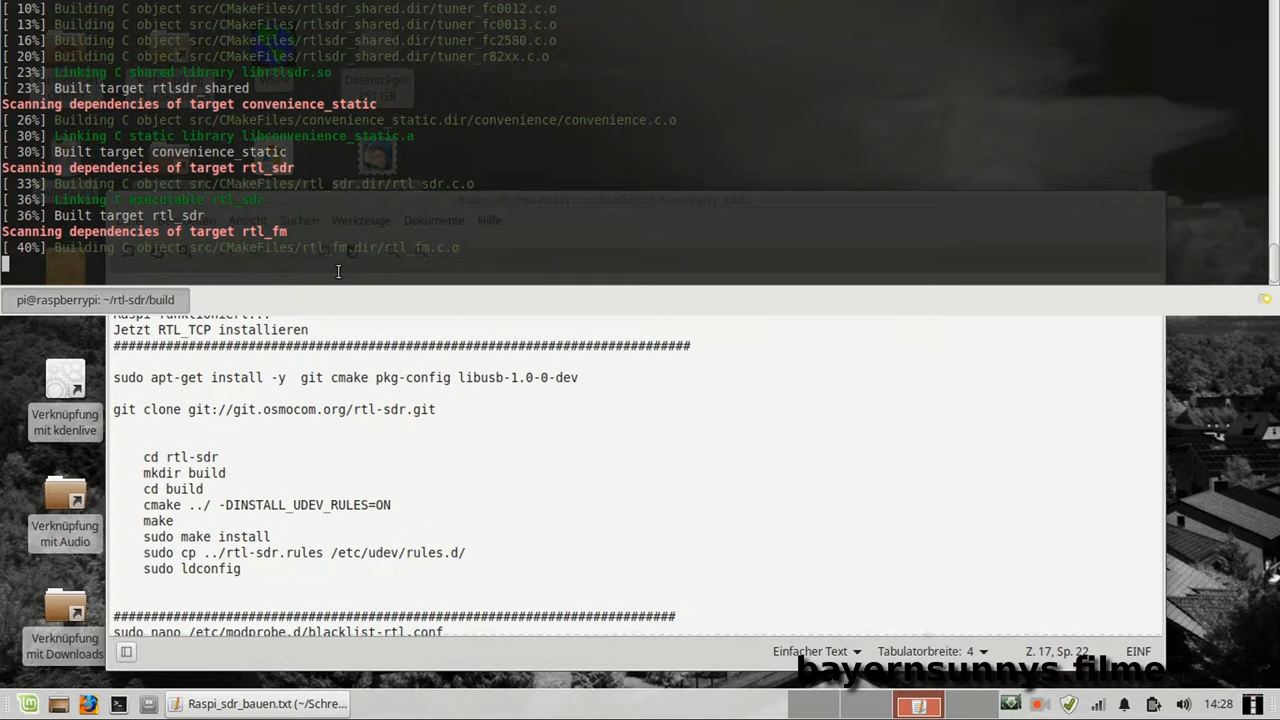 [ 10%] Building C object src/CMakeFiles/rtlsdr_shared.dir/tuner_fc0012.c.o
[ 13%] Building C object src/CMakeFiles/rtlsdr_shared.dir/tuner_fc0013.c.o
[ 16%] Building C object src/CMakeFiles/rtlsdr_shared.dir/tuner_fc2580.c.o
[ 20%] Building C object src/CMakeFiles/rtlsdr_shared.dir/tuner_r82xx.c.o
[ 23%] Linking C shared library librtlsdr.so
[ 23%] Built target rtlsdr_shared
Scanning dependencies of target convenience_static
[ 26%] Building C object src/CMakeFiles/convenience_static.dir/convenience/convenience.c.o
[ 30%] Linking C static library libconvenience_static.a
[ 30%] Built target convenience_static
Scanning dependencies of target rtl_sdr
[ 33%] Building C object src/CMakeFiles/rtl_sdr.dir/rtl_sdr.c.o
[ 36%] Linking C executable rtl_sdr
[ 36%] Built target rtl_sdr
Scanning dependencies of target rtl_fm
[ 40%] Building C object src/CMakeFiles/rtl_fm.dir/rtl_fm.c.o
Datenträger
Ansicht Suchen Werkzeuge Dokumente Hilfe
pi@raspberrypi: ~/rtl-sdr/build
Raspi funktioniert...
Jetzt RTL_TCP installieren
#############################################################################
sudo apt-get install -y  git cmake pkg-config libusb-1.0-0-dev
git clone git://git.osmocom.org/rtl-sdr.git
cd rtl-sdr
mkdir build
cd build
cmake ../ -DINSTALL_UDEV_RULES=ON
make
sudo make install
sudo cp ../rtl-sdr.rules /etc/udev/rules.d/
sudo ldconfig
###########################################################################
sudo nano /etc/modprobe.d/blacklist-rtl.conf
Verknüpfung
mit kdenlive
Verknüpfung
mit Audio
Verknüpfung
mit Downloads
Einfacher Text Tabulatorbreite: 4 Z. 17, Sp. 22 EINF
bayernsunnys filme
Raspi_sdr_bauen.txt (~/Schre...
14:28